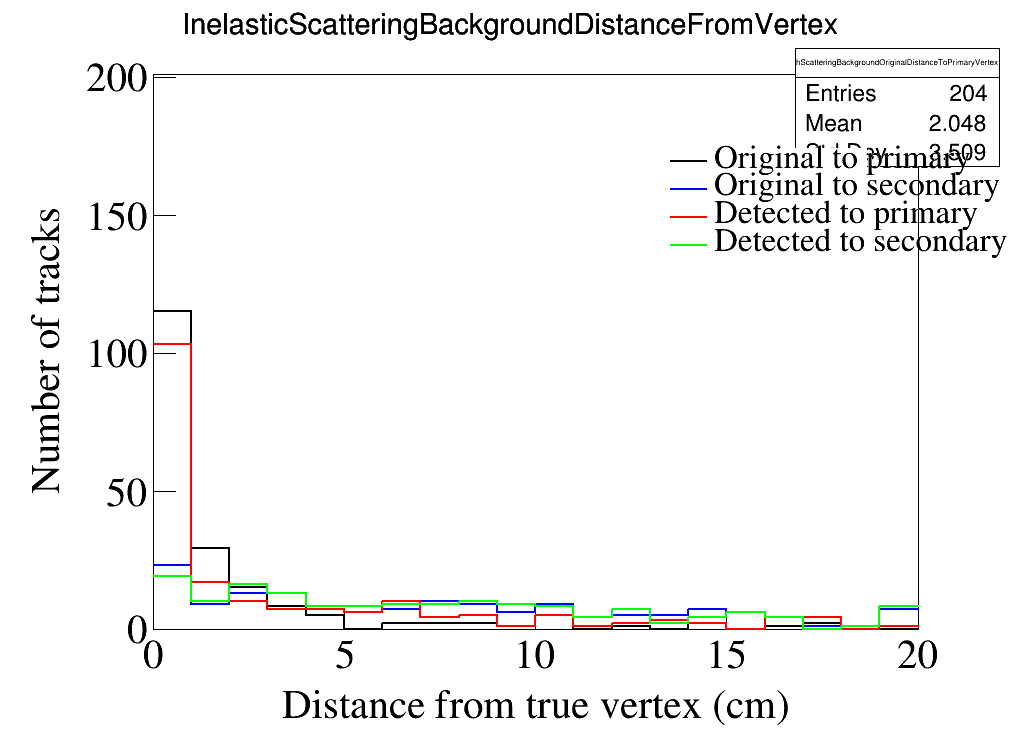 InelasticScatteringBackgroundDistanceFromVertex
hScatteringBackgroundOriginalDistanceToPrimaryVertex
Entries 204
Mean 2.048
3.509
Original to primary
Original to secondary
Detected to primary
Detected to secondary
Number of tracks
200
150
100
50
0
0 5 10 15 20
Distance from true vertex (cm)